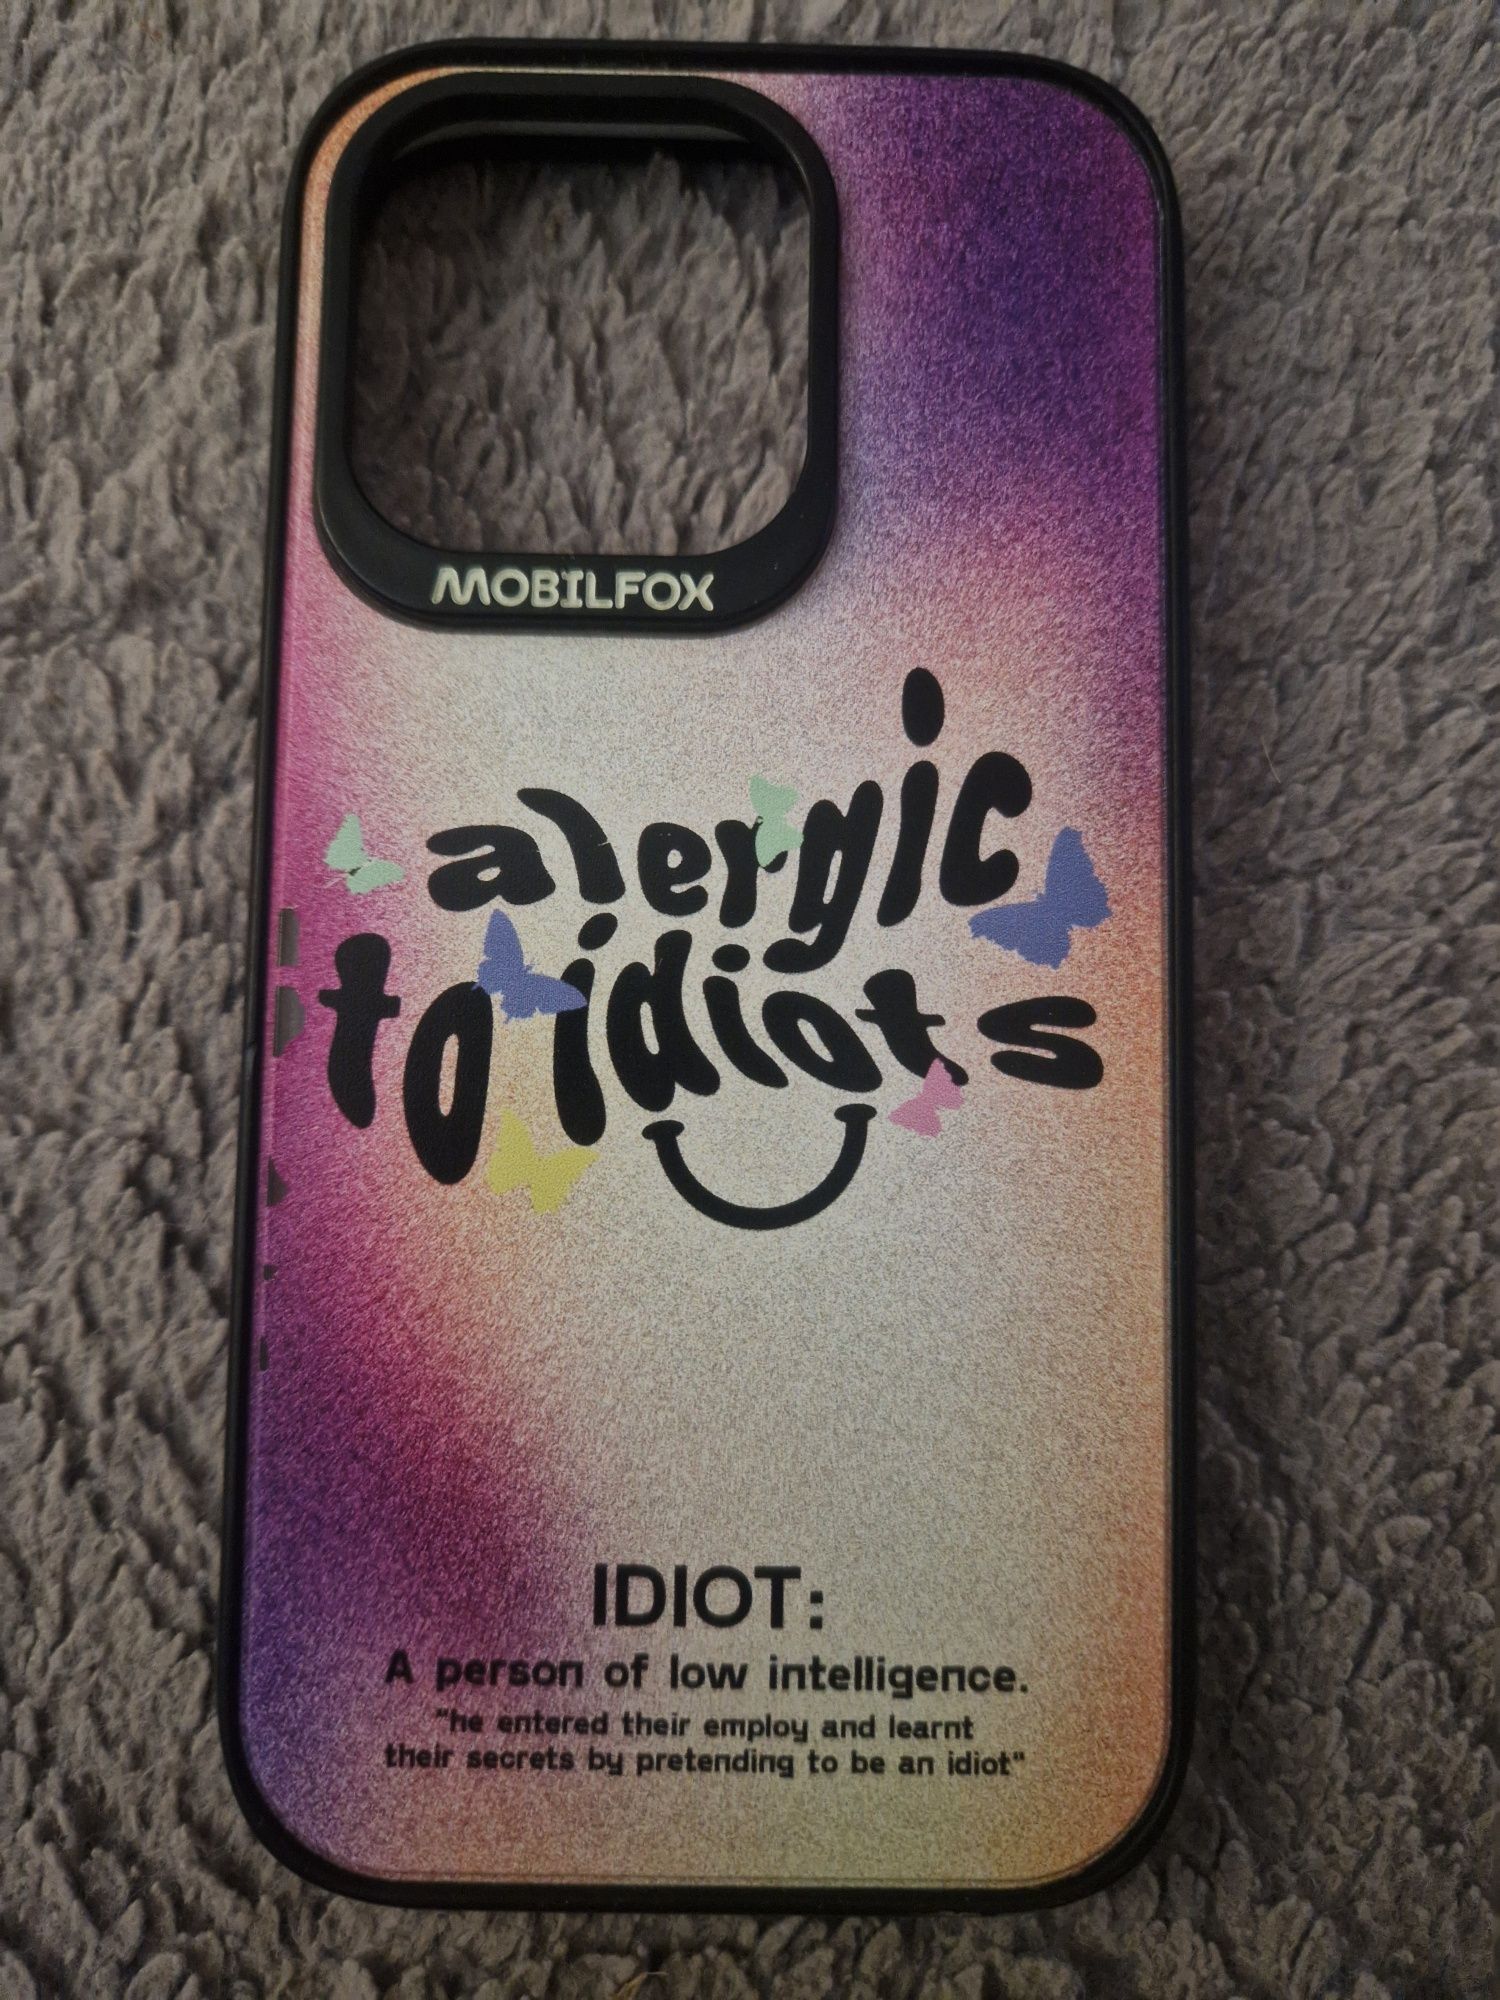 MOBILFOX
alergic
to idiots
IDIOT:
A person of low intelligence.
"he entered their employ and learnt
their secrets by pretending to be an idiot"